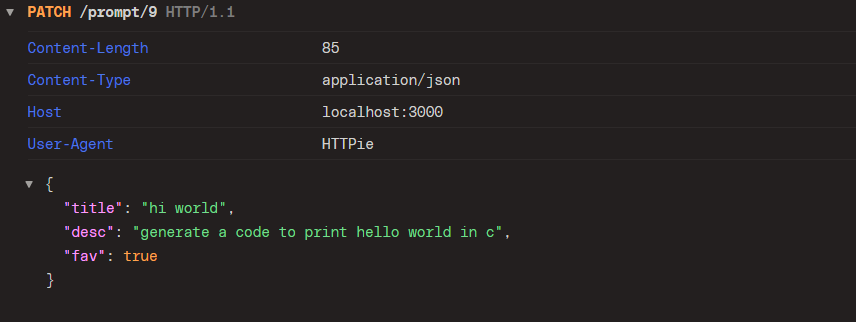 PATCH /prompt/9 HTTP/1.1
Content-Length 85
Content-Type application/json
Host localhost:3000
User-Agent HTTPie
{
"title": "hi world",
"desc": "generate a code to print hello world in c",
"fav": true
}